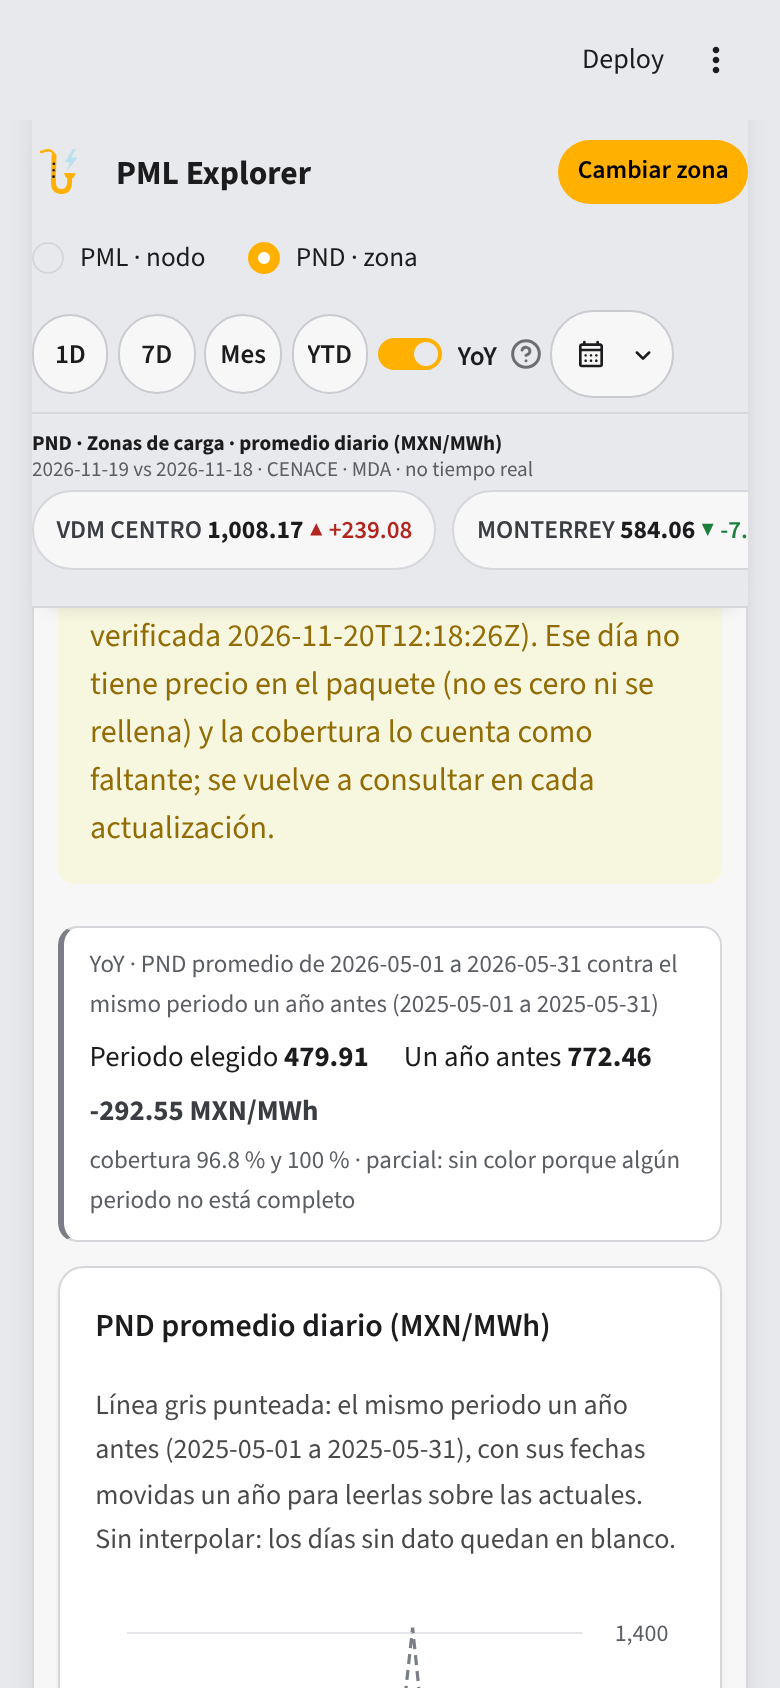 Deploy
PML Explorer
Cambiar zona
PML · nodo PND · zona
1D 7D Mes YTD YoY
PND · Zonas de carga · promedio diario (MXN/MWh)
2026-11-19 vs 2026-11-18 · CENACE · MDA · no tiempo real
VDM CENTRO 1,008.17 ▲ +239.08 MONTERREY 584.06 ▼ -7.
verificada 2026-11-20T12:18:26Z). Ese día no
tiene precio en el paquete (no es cero ni se
rellena) y la cobertura lo cuenta como
faltante; se vuelve a consultar en cada
actualización.
YoY · PND promedio de 2026-05-01 a 2026-05-31 contra el
mismo periodo un año antes (2025-05-01 a 2025-05-31)
Periodo elegido 479.91 Un año antes 772.46
-292.55 MXN/MWh
cobertura 96.8 % y 100 % · parcial: sin color porque algún
periodo no está completo
PND promedio diario (MXN/MWh)
Línea gris punteada: el mismo periodo un año
antes (2025-05-01 a 2025-05-31), con sus fechas
movidas un año para leerlas sobre las actuales.
Sin interpolar: los días sin dato quedan en blanco.
1,400